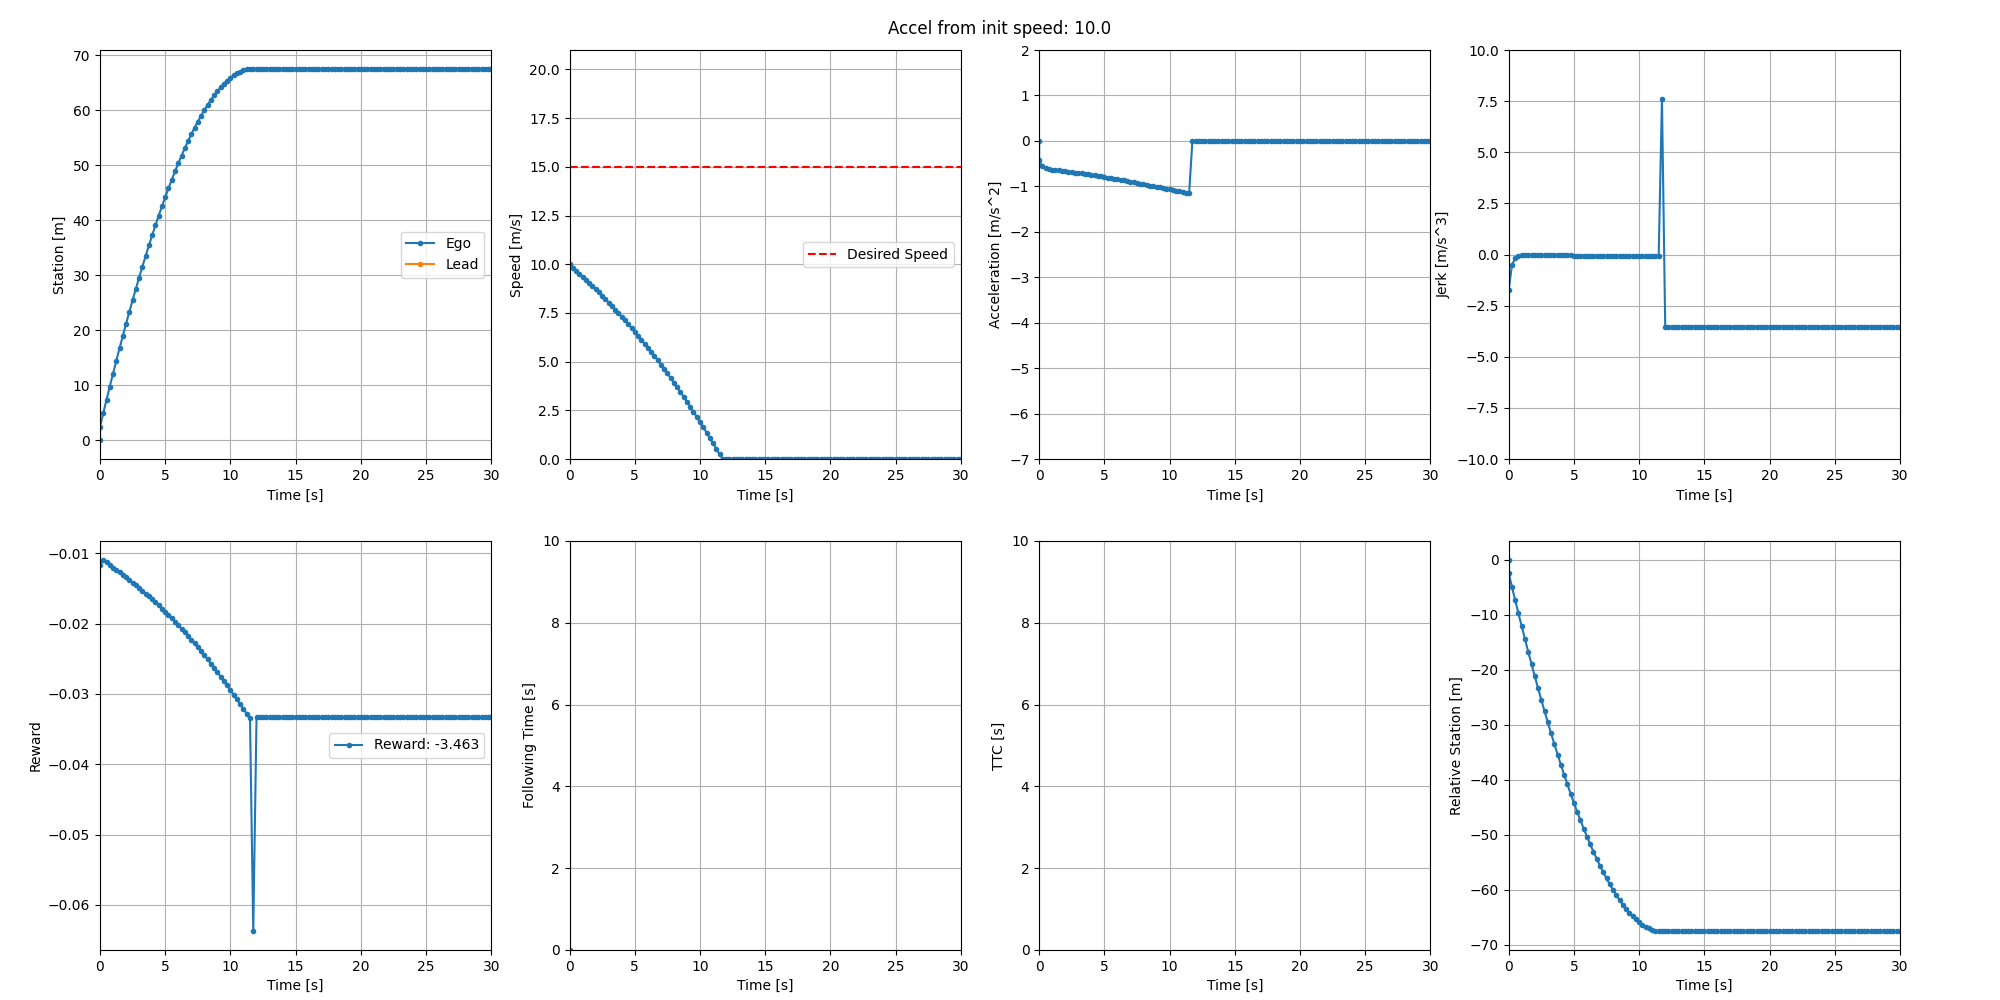 Accel from init speed: 10.0
70
60
50
40
30
20
10
0
Station [m]
Ego
Lead
0 5 10 15 20 25 30
Time [s]
20.0
17.5
15.0
12.5
10.0
7.5
5.0
2.5
0.0
Speed [m/s]
Desired Speed
0 5 10 15 20 25 30
Time [s]
2
1
0
−1
−2
−3
−4
−5
−6
−7
Acceleration [m/s^2]
0 5 10 15 20 25 30
Time [s]
10.0
7.5
5.0
2.5
0.0
−2.5
−5.0
−7.5
−10.0
Jerk [m/s^3]
0 5 10 15 20 25 30
Time [s]
−0.01
−0.02
−0.03
−0.04
−0.05
−0.06
Reward
Reward: -3.463
0 5 10 15 20 25 30
Time [s]
10
8
6
4
2
0
Following Time [s]
0 5 10 15 20 25 30
Time [s]
10
8
6
4
2
0
TTC [s]
0 5 10 15 20 25 30
Time [s]
0
−10
−20
−30
−40
−50
−60
−70
Relative Station [m]
0 5 10 15 20 25 30
Time [s]